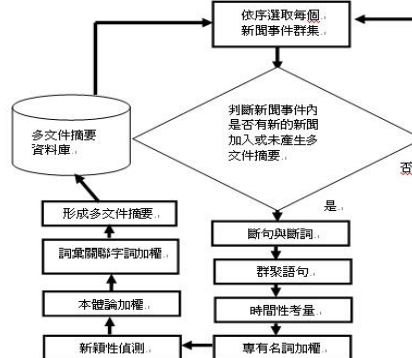 依序選取每個
新聞事件群集
判斷新聞事件內
是否有新的新聞
加入或未產生多
文件摘要
否
是
多文件摘要
資料庫
斷句與斷詞
群聚語句
時間性考量
專有名詞加權
新穎性偵測
本體論加權
詞彙關聯字詞加權
形成多文件摘要